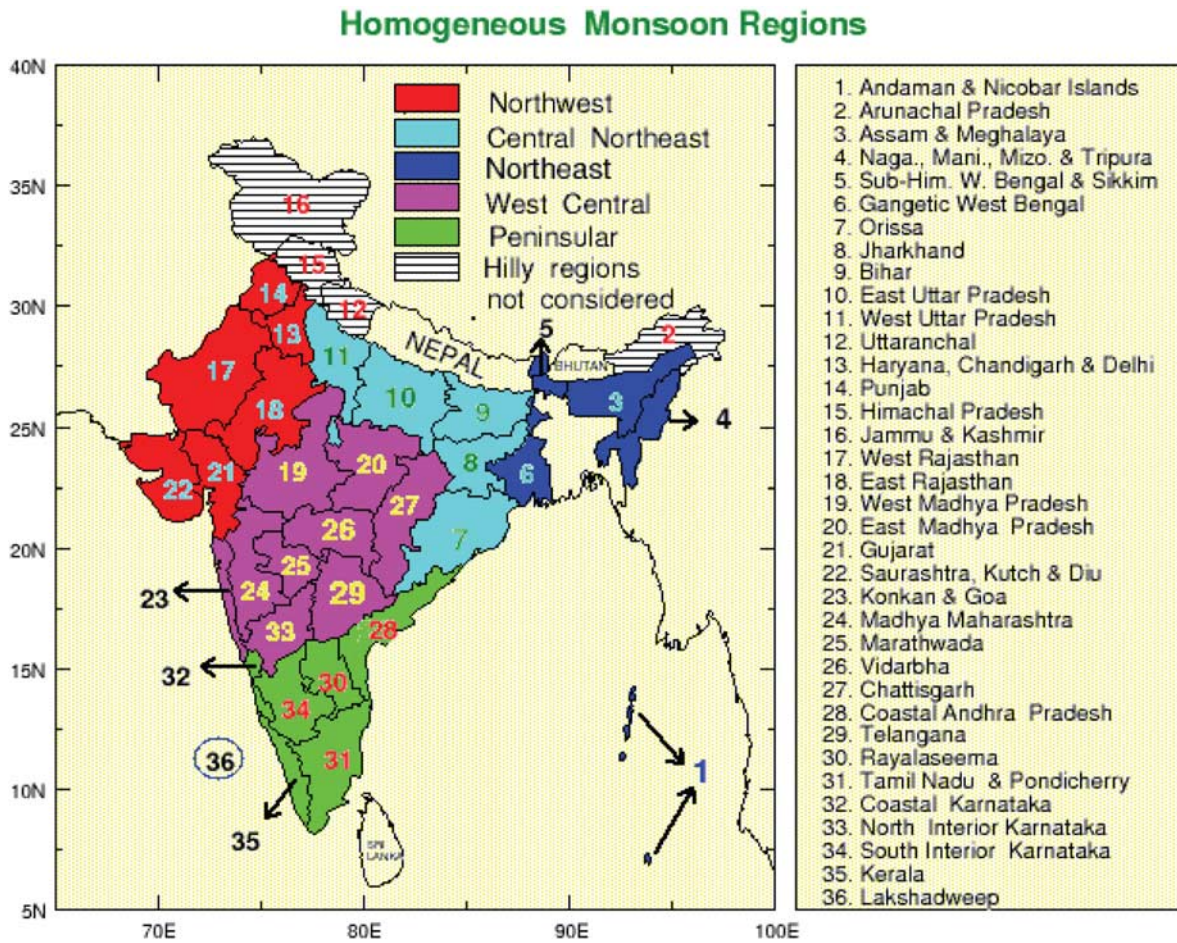 Homogeneous Monsoon Regions
40N
35N
30N
25N
20N
15N
10N
5N
70E
80E
90E
100E
Northwest
Central Northeast
Northeast
West Central
Peninsular
Hilly regions
not considered
16
15
14
12
13
NEPAL
5
BHUTAN
2
11
17
10
9
3
4
18
21
22
19
20
8
6
27
26
7
25
24
29
23
33
28
32
30
34
31
36
35
1
SRI
LANKA
1. Andaman & Nicobar Islands
2. Arunachal Pradesh
3. Assam & Meghalaya
4. Naga., Mani., Mizo. & Tripura
5. Sub-Him. W. Bengal & Sikkim
6. Gangetic West Bengal
7. Orissa
8. Jharkhand
9. Bihar
10. East Uttar Pradesh
11. West Uttar Pradesh
12. Uttaranchal
13. Haryana, Chandigarh & Delhi
14. Punjab
15. Himachal Pradesh
16. Jammu & Kashmir
17. West Rajasthan
18. East Rajasthan
19. West Madhya Pradesh
20. East Madhya Pradesh
21. Gujarat
22. Saurashtra, Kutch & Diu
23. Konkan & Goa
24. Madhya Maharashtra
25. Marathwada
26. Vidarbha
27. Chattisgarh
28. Coastal Andhra Pradesh
29. Telangana
30. Rayalaseema
31. Tamil Nadu & Pondicherry
32. Coastal Karnataka
33. North Interior Karnataka
34. South Interior Karnataka
35. Kerala
36. Lakshadweep